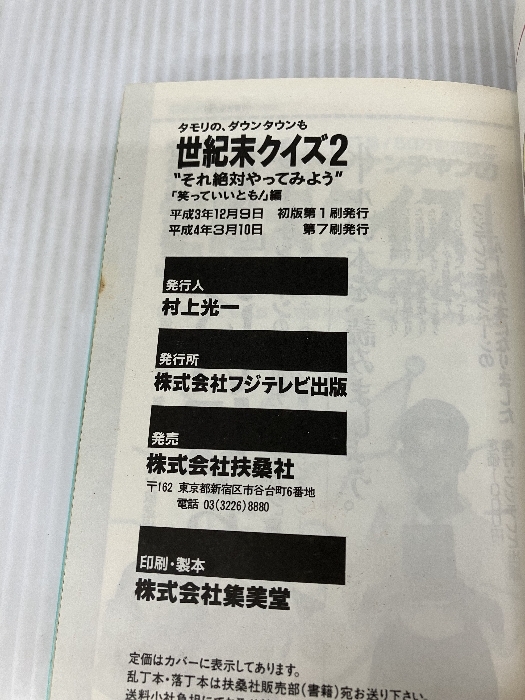 タモリの、ダウンタウンも
世紀末クイズ2
"それ絶対やってみよう"
「笑っていいとも!」編
平成3年12月9日 初版第1刷発行
平成4年3月10日 第7刷発行
発行人
村上光一
発行所
株式会社フジテレビ出版
発売
株式会社扶桑社
〒162 東京都新宿区市谷台町6番地
電話 03(3226)8880
印刷・製本
株式会社集美堂
定価はカバーに表示してあります。
乱丁本・落丁本は扶桑社販売部(書籍)宛お送り下さい。
送料小社負担にて